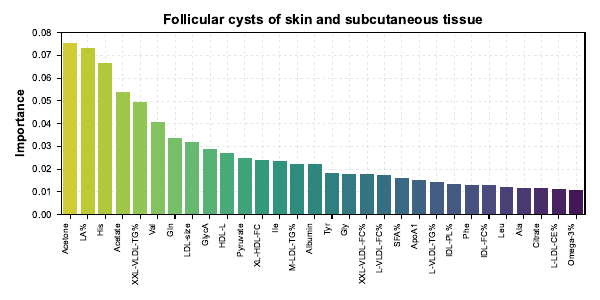 Follicular cysts of skin and subcutaneous tissue
Importance
0.08
0.07
0.06
0.05
0.04
0.03
0.02
0.01
0.00
Acetone
LA%
His
Acetate
XXL-VLDL-TG%
Val
Gln
LDL-size
GlycA
HDL-L
Pyruvate
XL-HDL-FC
Ile
M-LDL-TG%
Albumin
Tyr
Gly
XXL-VLDL-FC%
L-VLDL-FC%
SFA%
ApoA1
L-VLDL-TG%
IDL-PL%
Phe
IDL-FC%
Leu
Ala
Citrate
L-LDL-CE%
Omega-3%